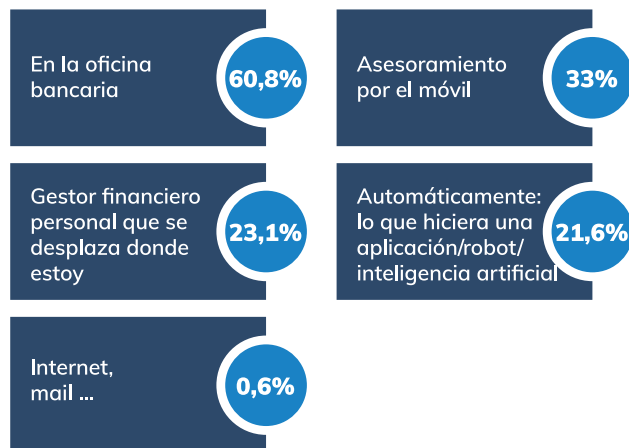 En la oficina
bancaria
60,8%
Asesoramiento
por el móvil
33%
Gestor financiero
personal que se
desplaza donde
estoy
23,1%
Automáticamente:
lo que hiciera una
aplicación/robot/
inteligencia artificial
21,6%
Internet,
mail ...
0,6%